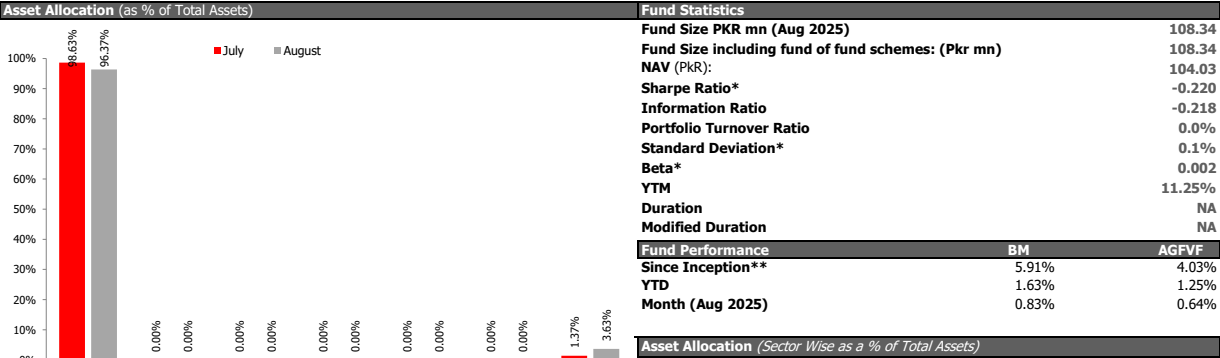 Asset Allocation (as % of Total Assets)
98.63%
96.37%
July
August
100%
90%
80%
70%
60%
50%
40%
30%
20%
10%
0%
0.00%
0.00%
0.00%
0.00%
0.00%
0.00%
0.00%
0.00%
0.00%
0.00%
1.37%
3.63%
Fund Statistics
Fund Size PKR mn (Aug 2025) 108.34
Fund Size including fund of fund schemes: (Pkr mn) 108.34
NAV (PkR): 104.03
Sharpe Ratio* -0.220
Information Ratio -0.218
Portfolio Turnover Ratio 0.0%
Standard Deviation* 0.1%
Beta* 0.002
YTM 11.25%
Duration NA
Modified Duration NA
Fund Performance BM AGFVF
Since Inception** 5.91% 4.03%
YTD 1.63% 1.25%
Month (Aug 2025) 0.83% 0.64%
Asset Allocation (Sector Wise as a % of Total Assets)